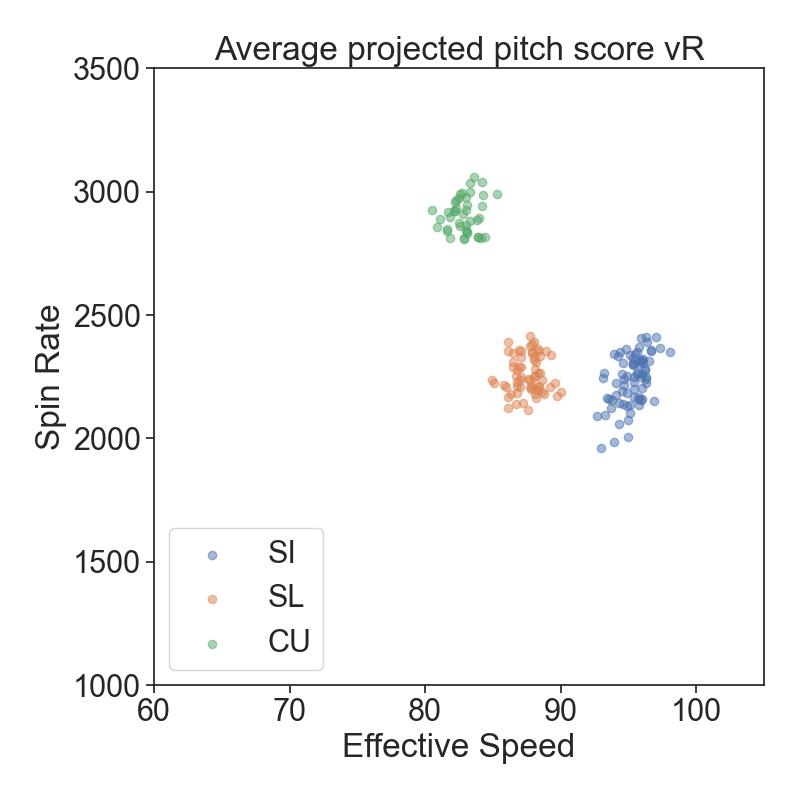 Average projected pitch score vR
3500
3000
2500
2000
1500
1000
Spin Rate
SI
SL
CU
60 70 80 90 100
Effective Speed